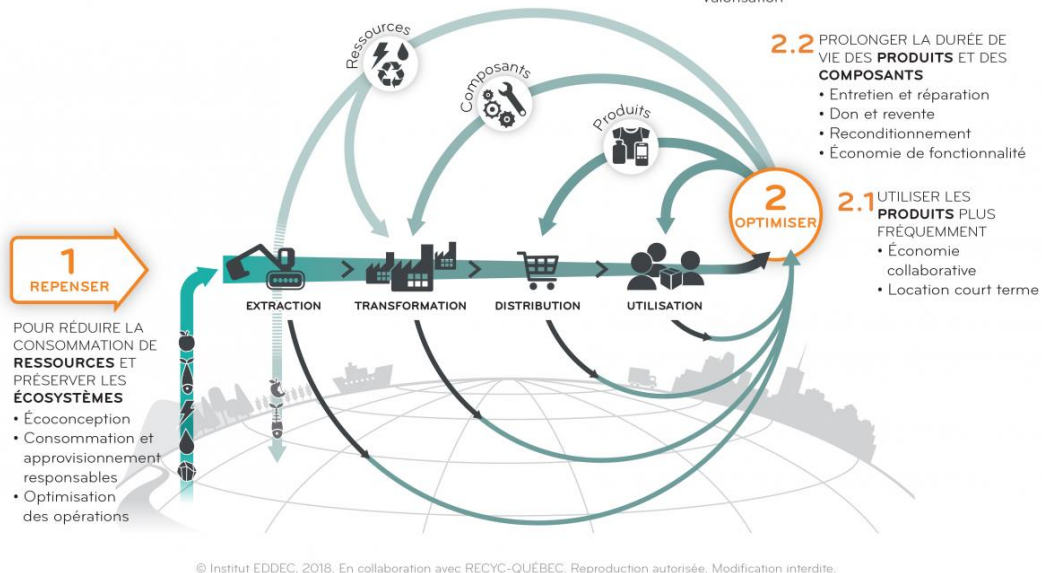 Valorisation
Ressources
2.2 PROLONGER LA DURÉE DE
VIE DES PRODUITS ET DES
COMPOSANTS
• Entretien et réparation
• Don et revente
• Reconditionnement
• Économie de fonctionnalité
Composants
Produits
2
OPTIMISER
2.1 UTILISER LES
PRODUITS PLUS
FRÉQUEMMENT
• Économie
collaborative
• Location court terme
1
REPENSER
EXTRACTION
TRANSFORMATION
DISTRIBUTION
UTILISATION
POUR RÉDUIRE LA
CONSOMMATION DE
RESSOURCES ET
PRÉSERVER LES
ÉCOSYSTÈMES
• Écoconception
• Consommation et
approvisionnement
responsables
• Optimisation
des opérations
© Institut EDDEC, 2018. En collaboration avec RECYC-QUÉBEC. Reproduction autorisée. Modification interdite.